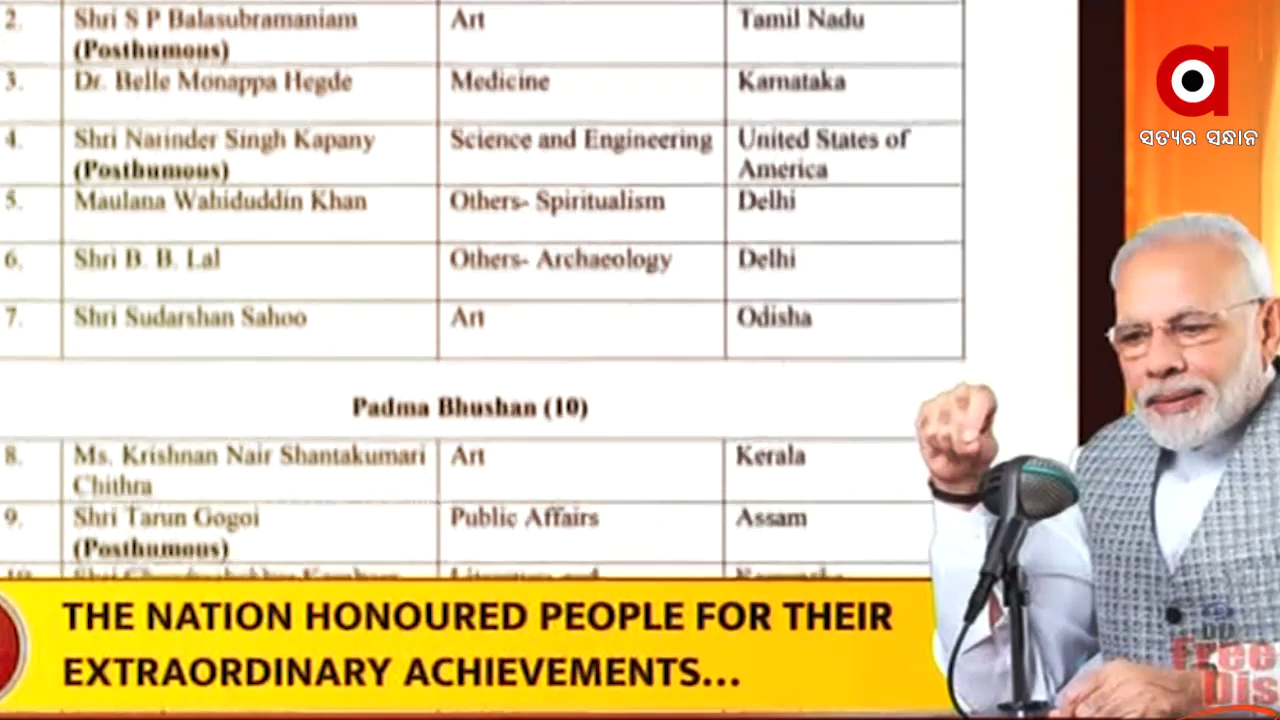 2. Shri S P Balasubramaniam Art Tamil Nadu
(Posthumous)
3. Dr. Belle Monappa Hegde Medicine Karnataka
4. Shri Narinder Singh Kapany Science and Engineering United States of
(Posthumous) America
5. Maulana Wahiduddin Khan Others- Spiritualism Delhi
6. Shri B. B. Lal Others- Archaeology Delhi
7. Shri Sudarshan Sahoo Art Odisha
Padma Bhushan (10)
8. Ms. Krishnan Nair Shantakumari Art Kerala
Chithra
9. Shri Tarun Gogoi Public Affairs Assam
(Posthumous)
THE NATION HONOURED PEOPLE FOR THEIR
EXTRAORDINARY ACHIEVEMENTS...
a
ସତ୍ୟର ସନ୍ଧାନ
DD
Free
Dis